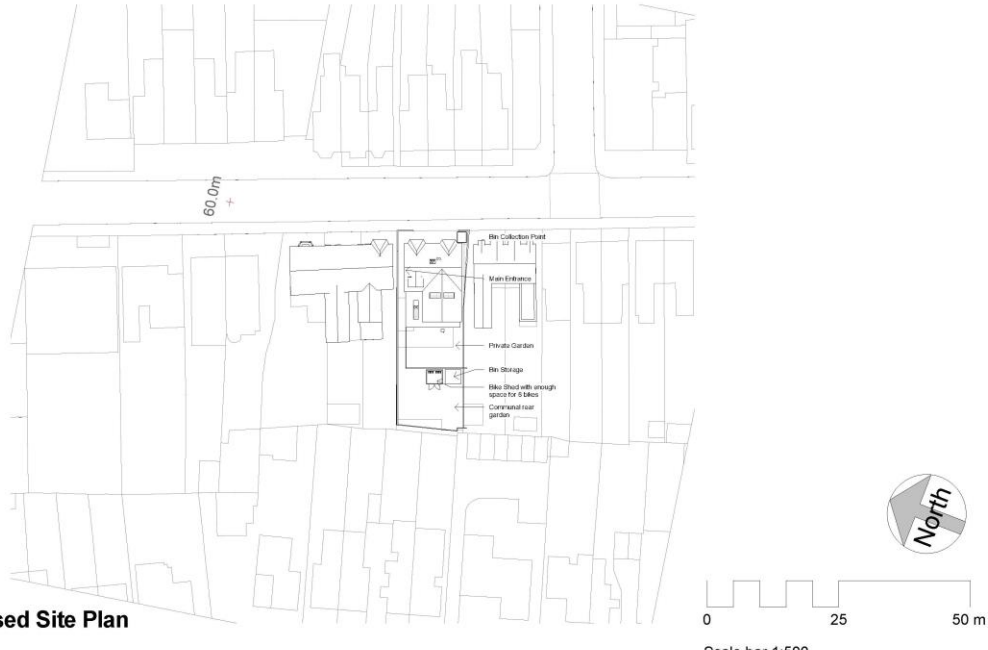 60.0m
Bin Collection Point
Main Entrance
Private Garden
Bin Storage
Bike Shed with enough
space for 6 bikes
Communal rear
garden
North
sed Site Plan
0 25 50 m
Scale bar 1:500